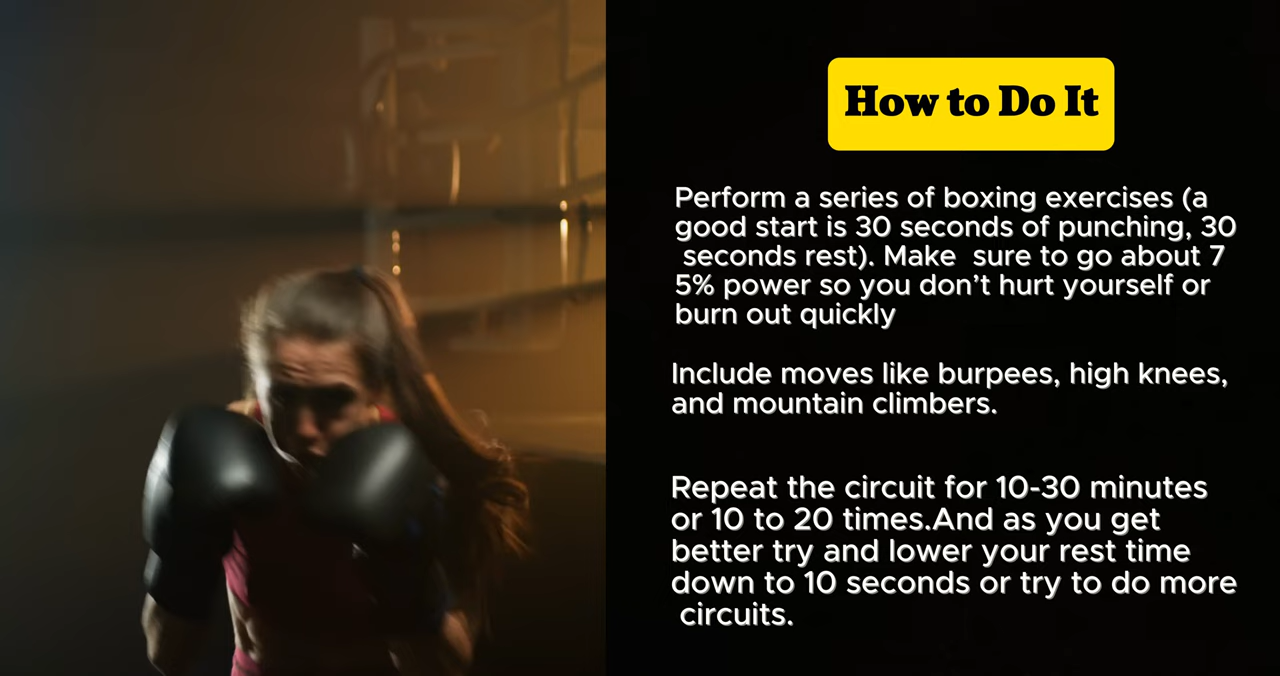 How to Do It
Perform a series of boxing exercises (a
good start is 30 seconds of punching, 30
seconds rest). Make  sure to go about 7
5% power so you don’t hurt yourself or
burn out quickly
Include moves like burpees, high knees,
and mountain climbers.
Repeat the circuit for 10-30 minutes
or 10 to 20 times.And as you get
better try and lower your rest time
down to 10 seconds or try to do more
circuits.